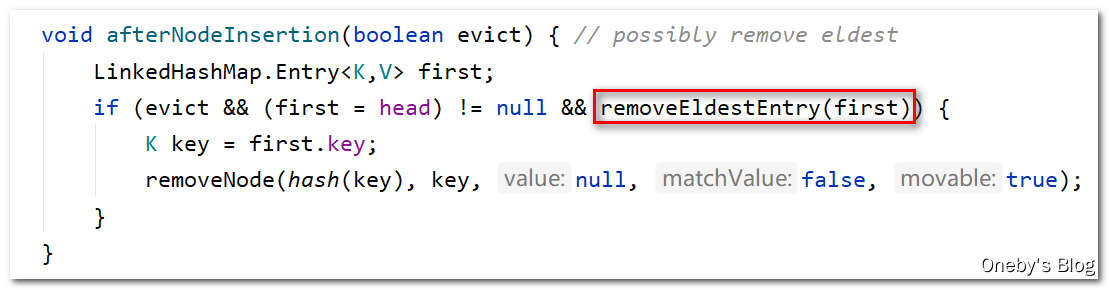 void afterNodeInsertion(boolean evict) { // possibly remove eldest
LinkedHashMap.Entry<K,V> first;
if (evict && (first = head) != null && removeEldestEntry(first)) {
K key = first.key;
removeNode(hash(key), key, value: null, matchValue: false, movable: true);
}
}
Oneby's Blog